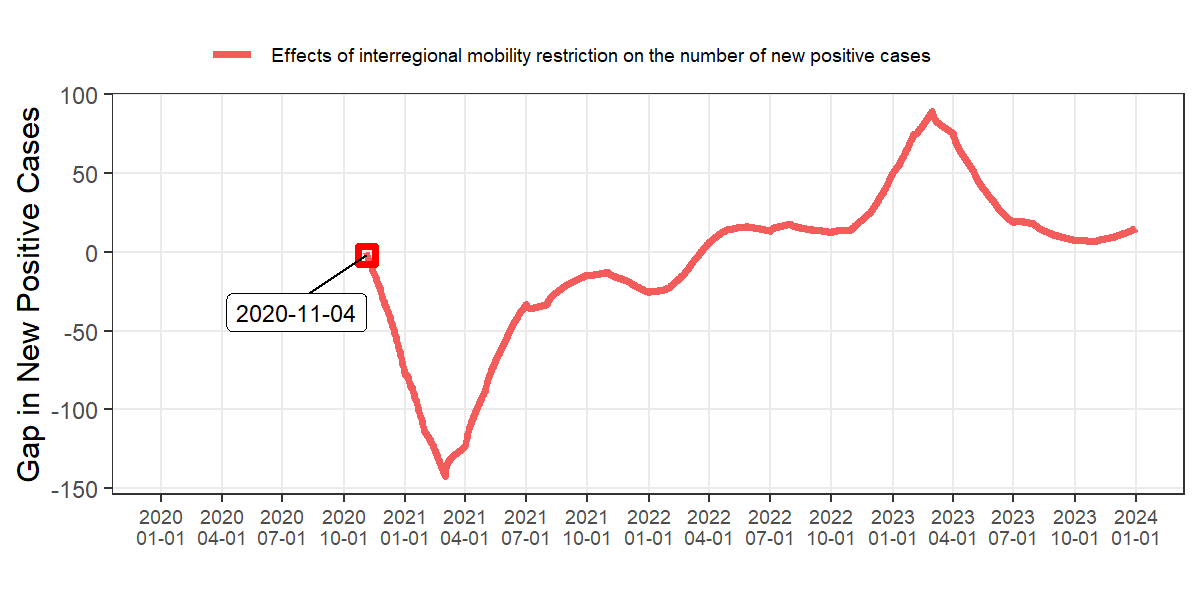 Effects of interregional mobility restriction on the number of new positive cases
Gap in New Positive Cases
100
50
0
-50
-100
-150
2020-11-04
2020 2020 2020 2020 2021 2021 2021 2021 2022 2022 2022 2022 2023 2023 2023 2023 2024
01-01 04-01 07-01 10-01 01-01 04-01 07-01 10-01 01-01 04-01 07-01 10-01 01-01 04-01 07-01 10-01 01-01